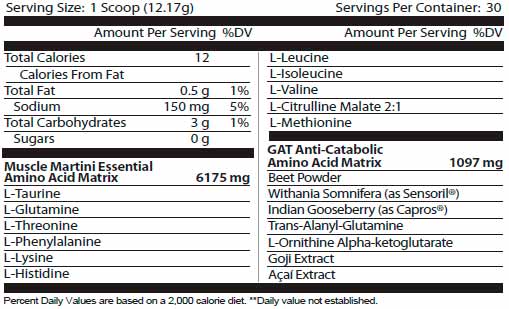 Serving Size: 1 Scoop (12.17g) Servings Per Container: 30
Amount Per Serving %DV
Total Calories 12
Calories From Fat
Total Fat 0.5 g 1%
Sodium 150 mg 5%
Total Carbohydrates 3 g 1%
Sugars 0 g
Muscle Martini Essential
Amino Acid Matrix 6175 mg
L-Taurine
L-Glutamine
L-Threonine
L-Phenylalanine
L-Lysine
L-Histidine
Amount Per Serving %DV
L-Leucine
L-Isoleucine
L-Valine
L-Citrulline Malate 2:1
L-Methionine
GAT Anti-Catabolic
Amino Acid Matrix 1097 mg
Beet Powder
Withania Somnifera (as Sensoril®)
Indian Gooseberry (as Capros®)
Trans-Alanyl-Glutamine
L-Ornithine Alpha-ketoglutarate
Goji Extract
Açaí Extract
Percent Daily Values are based on a 2,000 calorie diet. **Daily value not established.